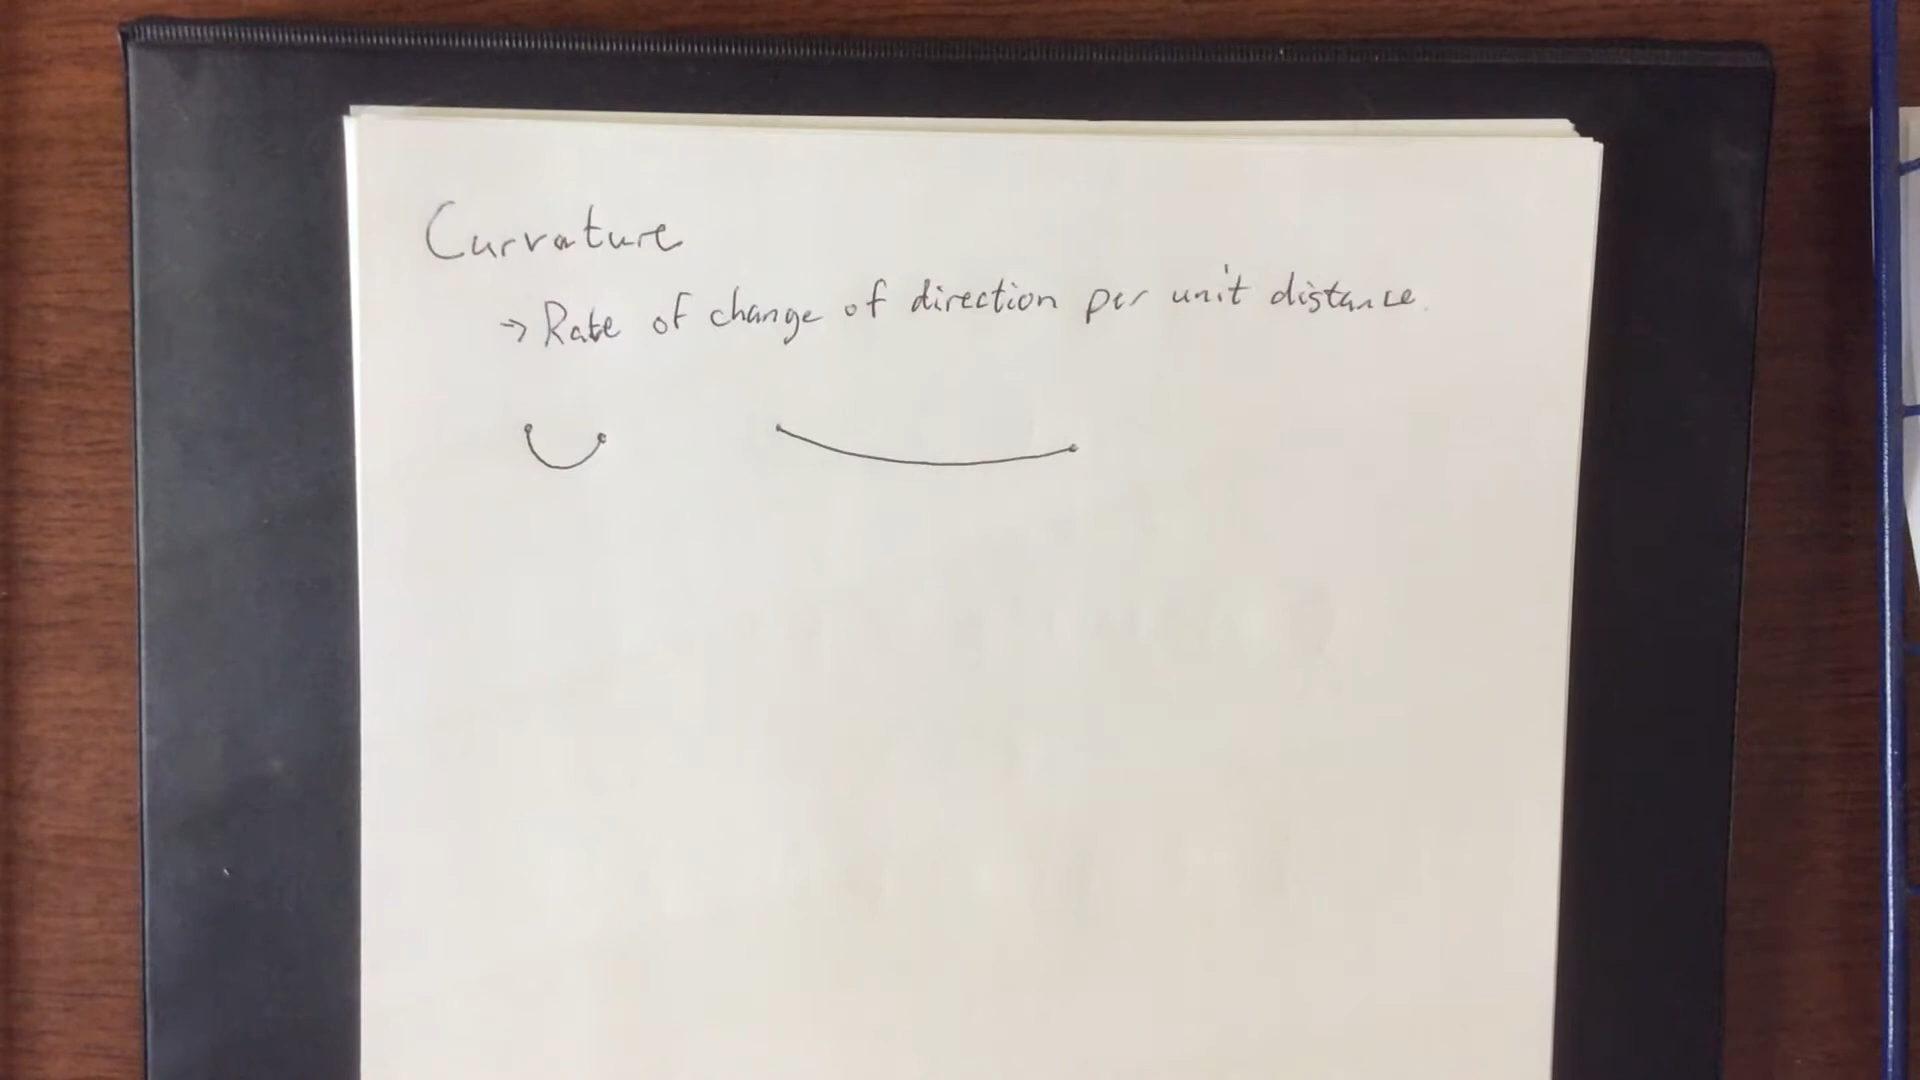 Curvature
→ Rate of change of direction per unit distance.